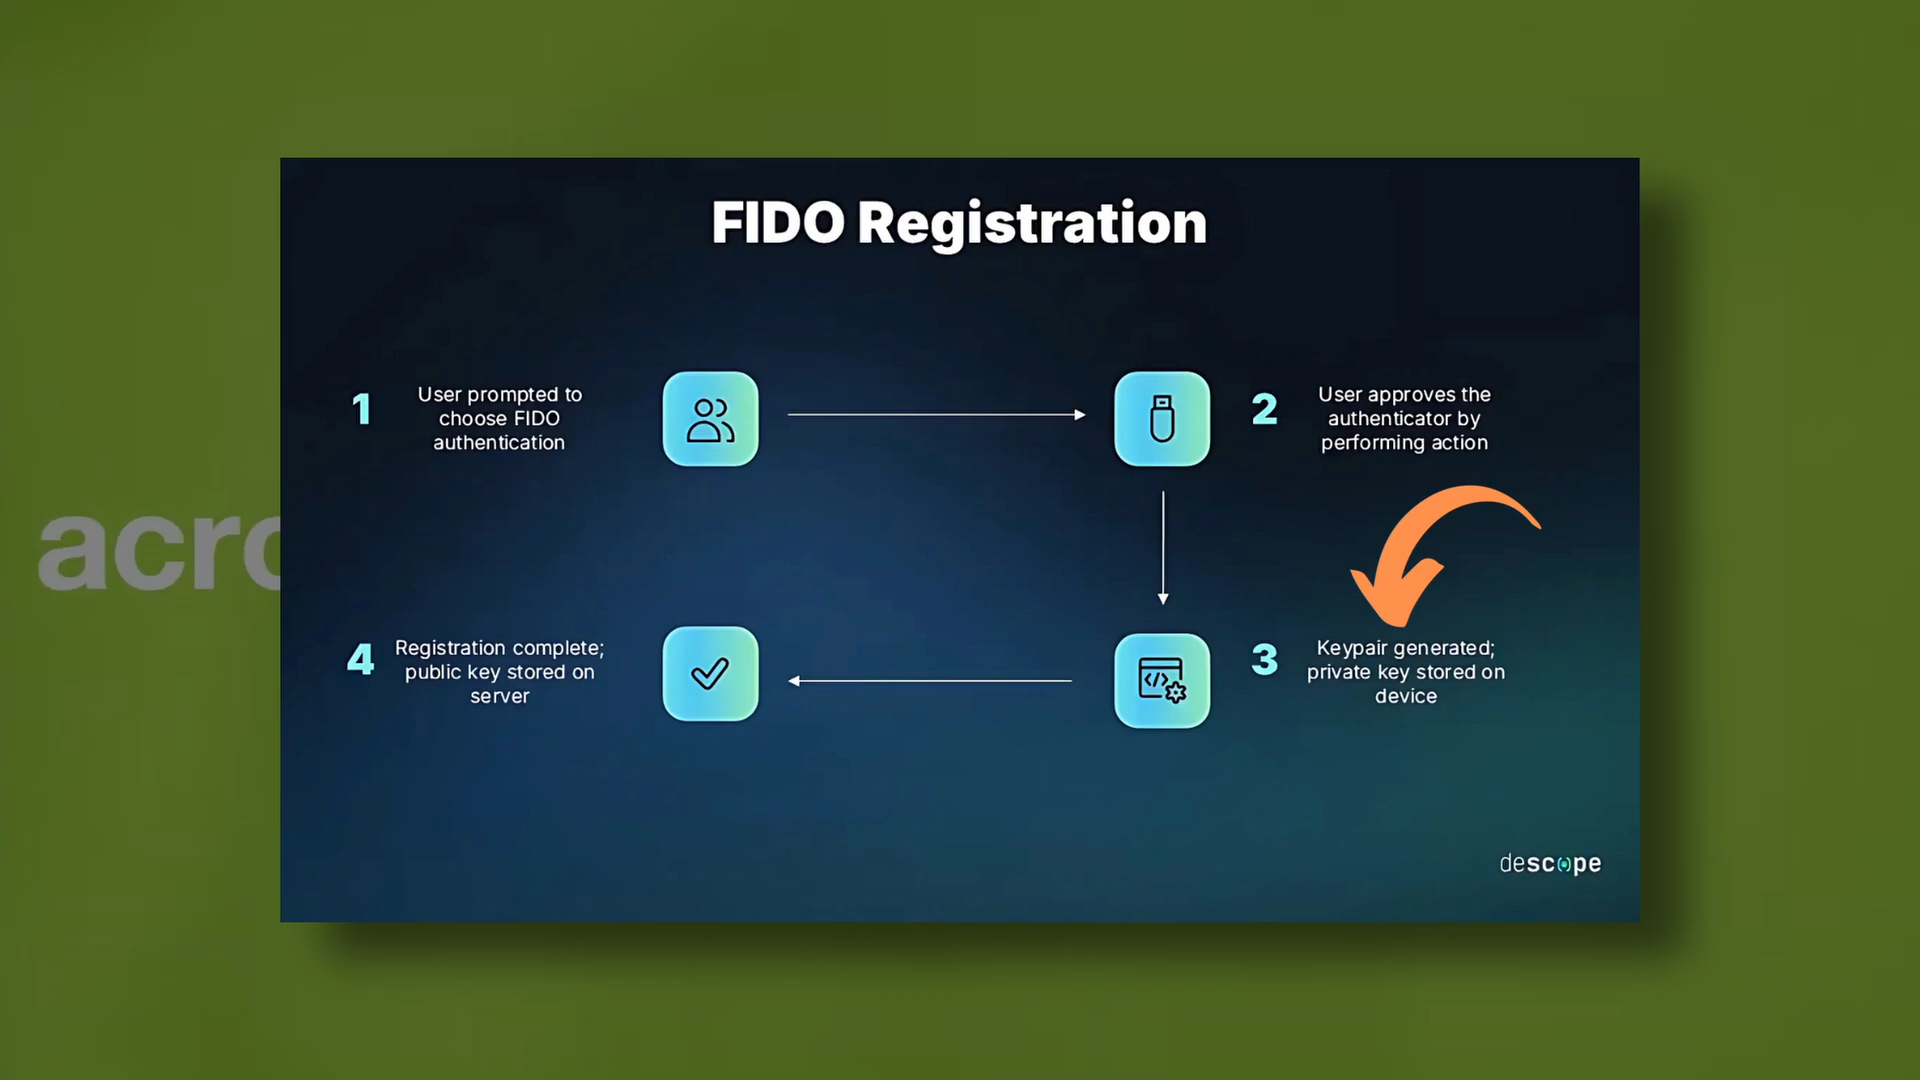 FIDO Registration
1
User prompted to
choose FIDO
authentication
2
User approves the
authenticator by
performing action
3
Keypair generated;
private key stored on
device
4
Registration complete;
public key stored on
server
descope